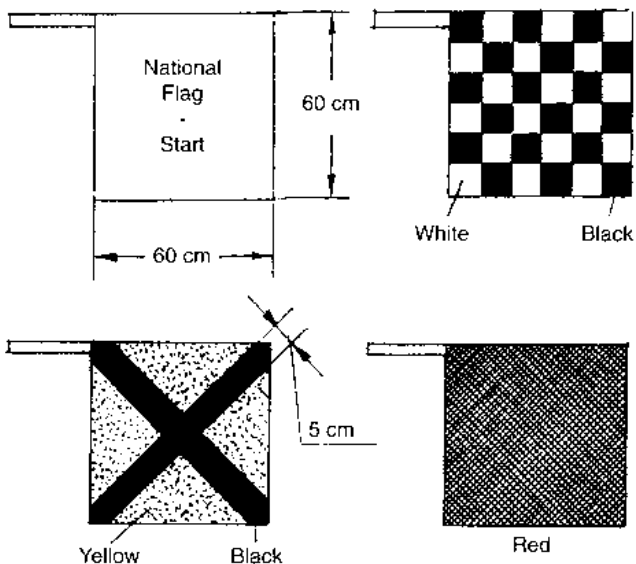 National
Flag
-
Start
60 cm
60 cm
White
Black
5 cm
Yellow
Black
Red